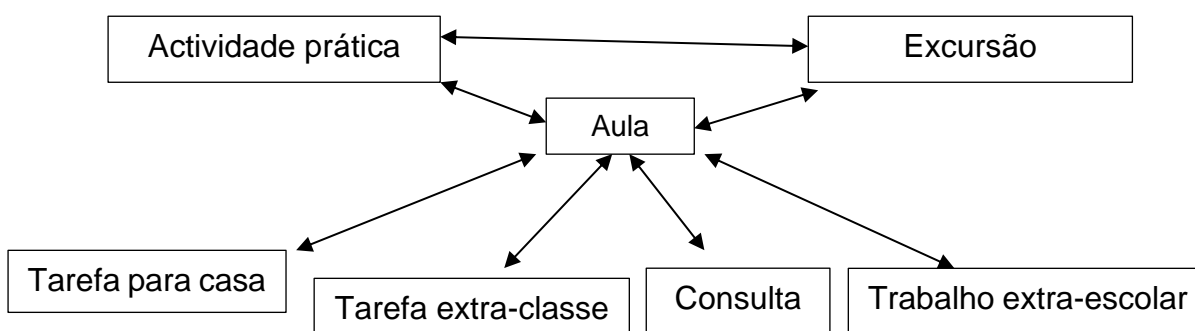 Actividade prática
Excursão
Aula
Tarefa para casa
Tarefa extra-classe
Consulta
Trabalho extra-escolar